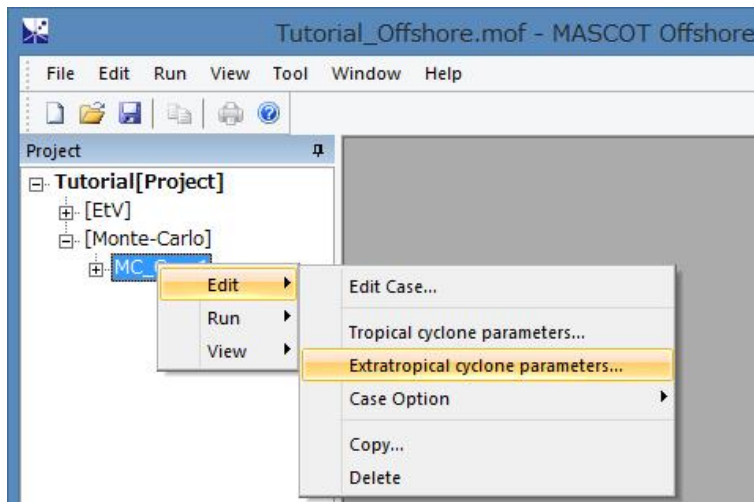 Tutorial_Offshore.mof - MASCOT Offshore
File Edit Run View Tool Window Help
Project
Tutorial[Project]
[EtV]
[Monte-Carlo]
Edit
Run
View
Edit Case...
Tropical cyclone parameters...
Extratropical cyclone parameters...
Case Option
Copy...
Delete